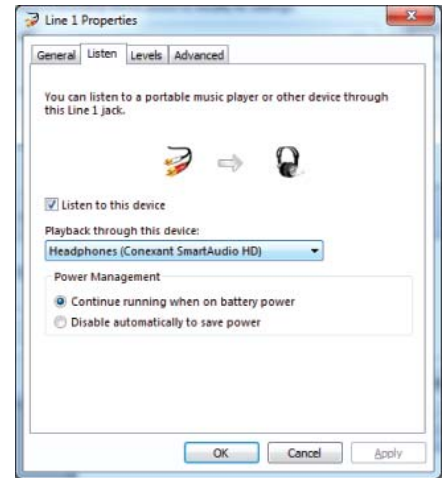 Line 1 Properties
General Listen Levels Advanced
You can listen to a portable music player or other device through
this Line 1 jack.
Listen to this device
Playback through this device:
Headphones (Conexant SmartAudio HD)
Power Management
Continue running when on battery power
Disable automatically to save power
OK Cancel Apply